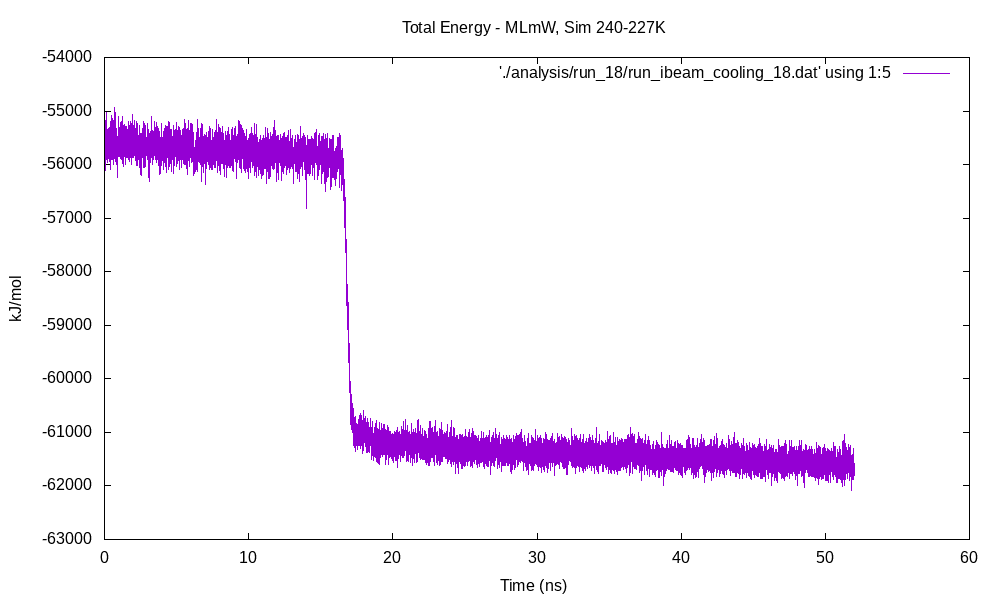 Total Energy - MLmW, Sim 240-227K
'./analysis/run_18/run_ibeam_cooling_18.dat' using 1:5
-54000
-55000
-56000
-57000
-58000
-59000
-60000
-61000
-62000
-63000
kJ/mol
0 10 20 30 40 50 60
Time (ns)